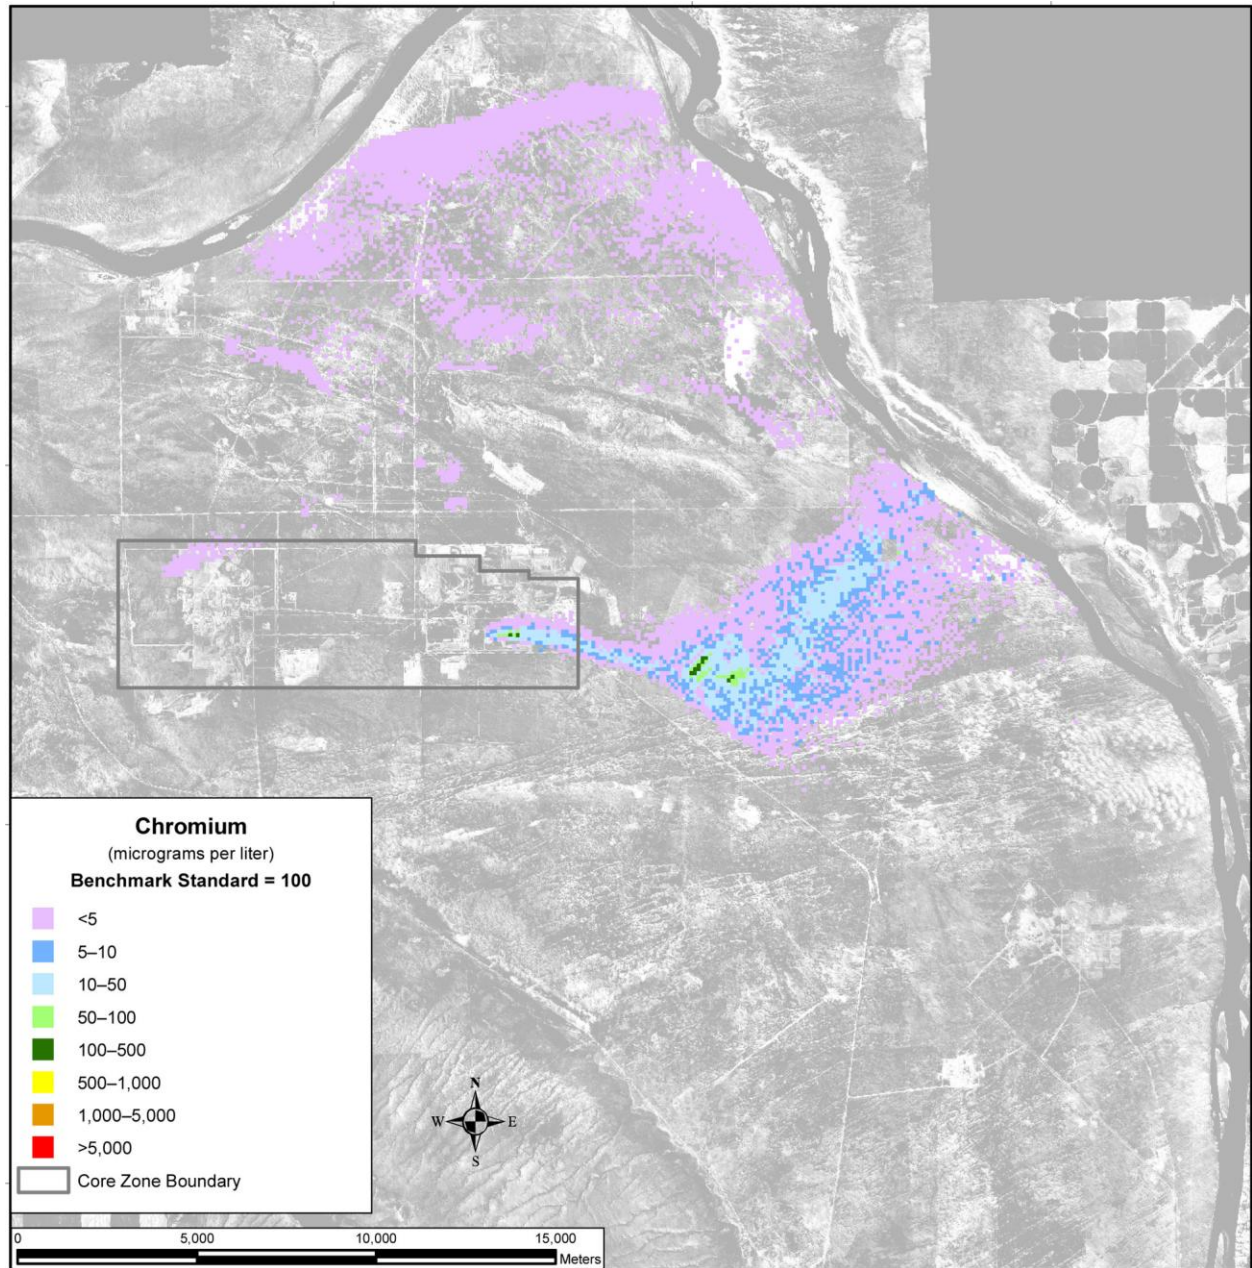 Chromium
(micrograms per liter)
Benchmark Standard = 100
<5
5–10
10–50
50–100
100–500
500–1,000
1,000–5,000
>5,000
Core Zone Boundary
N
W E
S
0 5,000 10,000 15,000
Meters